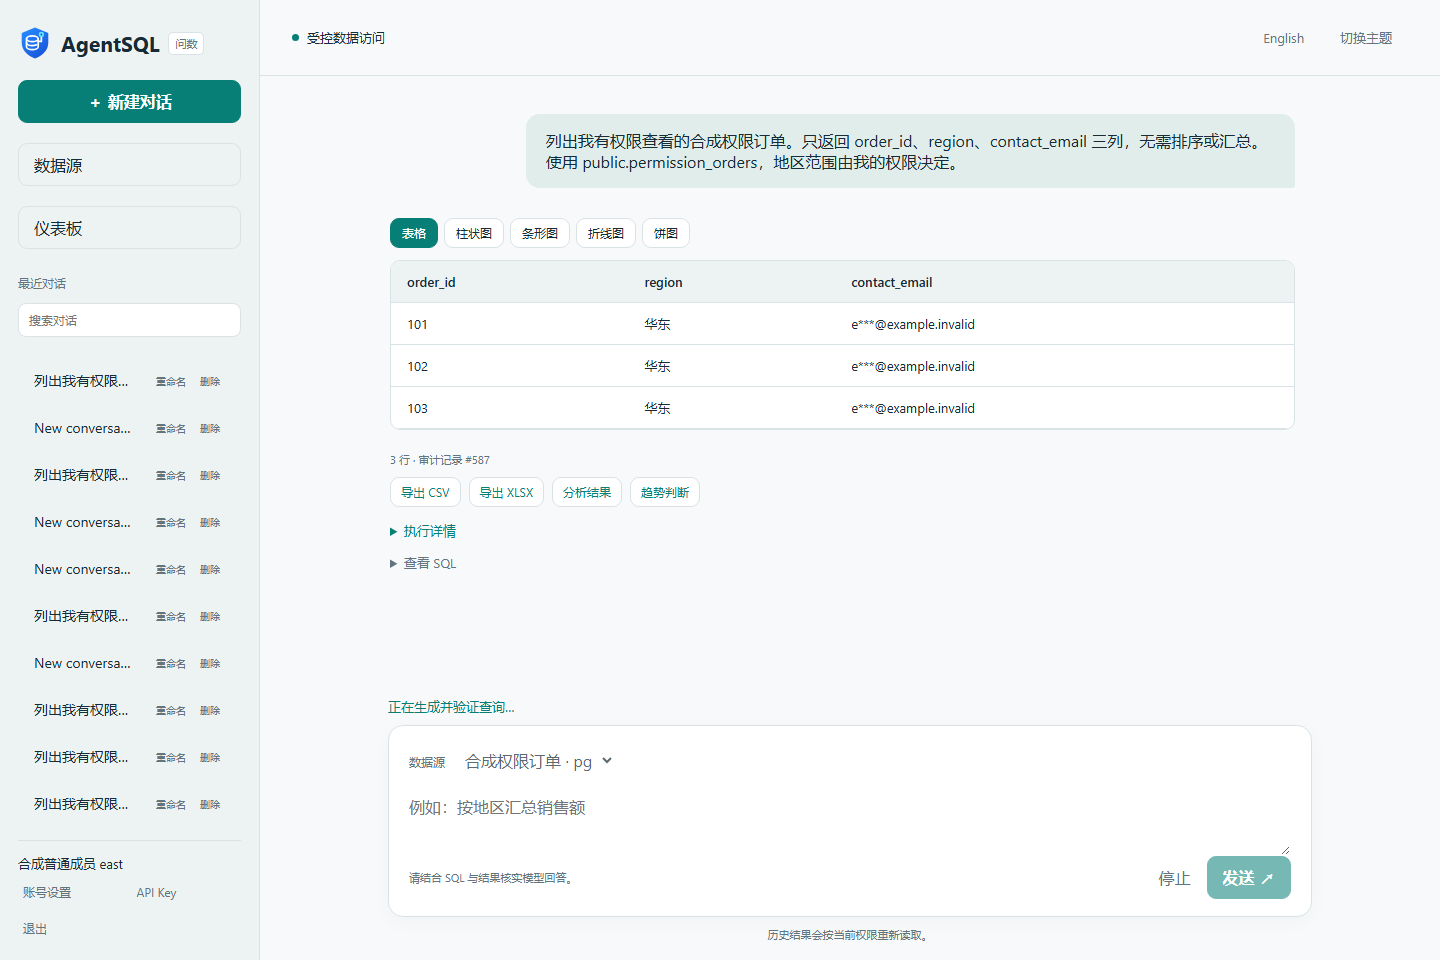 AgentSQL 问数
+ 新建对话
数据源
仪表板
最近对话
搜索对话
列出我有权限... 重命名 删除
New conversa... 重命名 删除
列出我有权限... 重命名 删除
New conversa... 重命名 删除
New conversa... 重命名 删除
列出我有权限... 重命名 删除
New conversa... 重命名 删除
列出我有权限... 重命名 删除
列出我有权限... 重命名 删除
列出我有权限... 重命名 删除
合成普通成员 east
账号设置 API Key
退出
受控数据访问 English 切换主题
列出我有权限查看的合成权限订单。只返回 order_id、region、contact_email 三列，无需排序或汇总。
使用 public.permission_orders，地区范围由我的权限决定。
表格 柱状图 条形图 折线图 饼图
order_id region contact_email
101 华东 e***@example.invalid
102 华东 e***@example.invalid
103 华东 e***@example.invalid
3 行 · 审计记录 #587
导出 CSV 导出 XLSX 分析结果 趋势判断
▶ 执行详情
▶ 查看 SQL
正在生成并验证查询...
数据源 合成权限订单 · pg
例如：按地区汇总销售额
请结合 SQL 与结果核实模型回答。 停止 发送 ↗
历史结果会按当前权限重新读取。